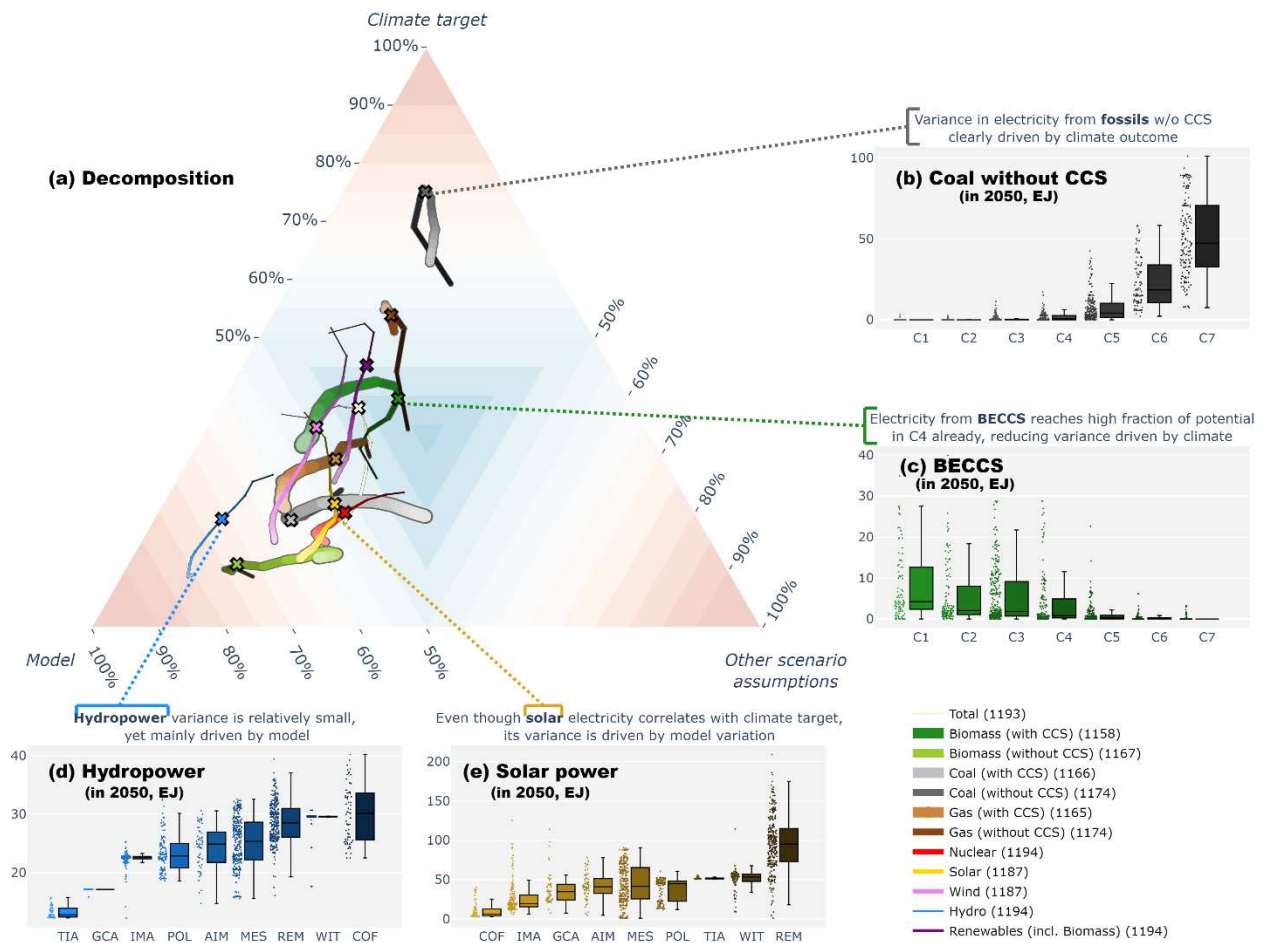 Climate target
100%
90%
80%
70%
60%
50%
(a) Decomposition
50%
60%
70%
80%
90%
100%
Model
100%
90%
80%
70%
60%
50%
Other scenario
assumptions
Variance in electricity from fossils w/o CCS
clearly driven by climate outcome
(b) Coal without CCS
(in 2050, EJ)
100
50
0
C1 C2 C3 C4 C5 C6 C7
Electricity from BECCS reaches high fraction of potential
in C4 already, reducing variance driven by climate
(c) BECCS
(in 2050, EJ)
40
30
20
10
0
C1 C2 C3 C4 C5 C6 C7
Hydropower variance is relatively small,
yet mainly driven by model
(d) Hydropower
(in 2050, EJ)
40
30
20
TIA GCA IMA POL AIM MES REM WIT COF
Even though solar electricity correlates with climate target,
its variance is driven by model variation
(e) Solar power
(in 2050, EJ)
200
150
100
50
0
COF IMA GCA AIM MES POL TIA WIT REM
Total (1193)
Biomass (with CCS) (1158)
Biomass (without CCS) (1167)
Coal (with CCS) (1166)
Coal (without CCS) (1174)
Gas (with CCS) (1165)
Gas (without CCS) (1174)
Nuclear (1194)
Solar (1187)
Wind (1187)
Hydro (1194)
Renewables (incl. Biomass) (1194)